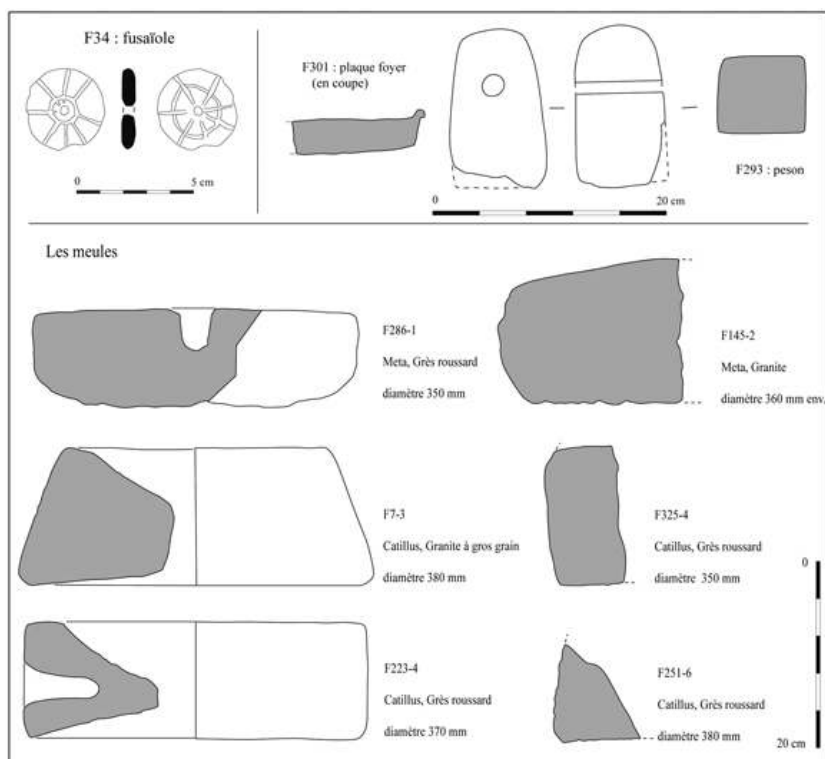 F34 : fusaïole
0
5 cm
F301 : plaque foyer
(en coupe)
F293 : peson
0
20 cm
Les meules
F286-1
Meta, Grès roussard
diamètre 350 mm
F145-2
Meta, Granite
diamètre 360 mm env.
F7-3
Catillus, Granite à gros grain
diamètre 380 mm
F325-4
Catillus, Grès roussard
diamètre 350 mm
F223-4
Catillus, Grès roussard
diamètre 370 mm
F251-6
Catillus, Grès roussard
diamètre 380 mm
0
20 cm